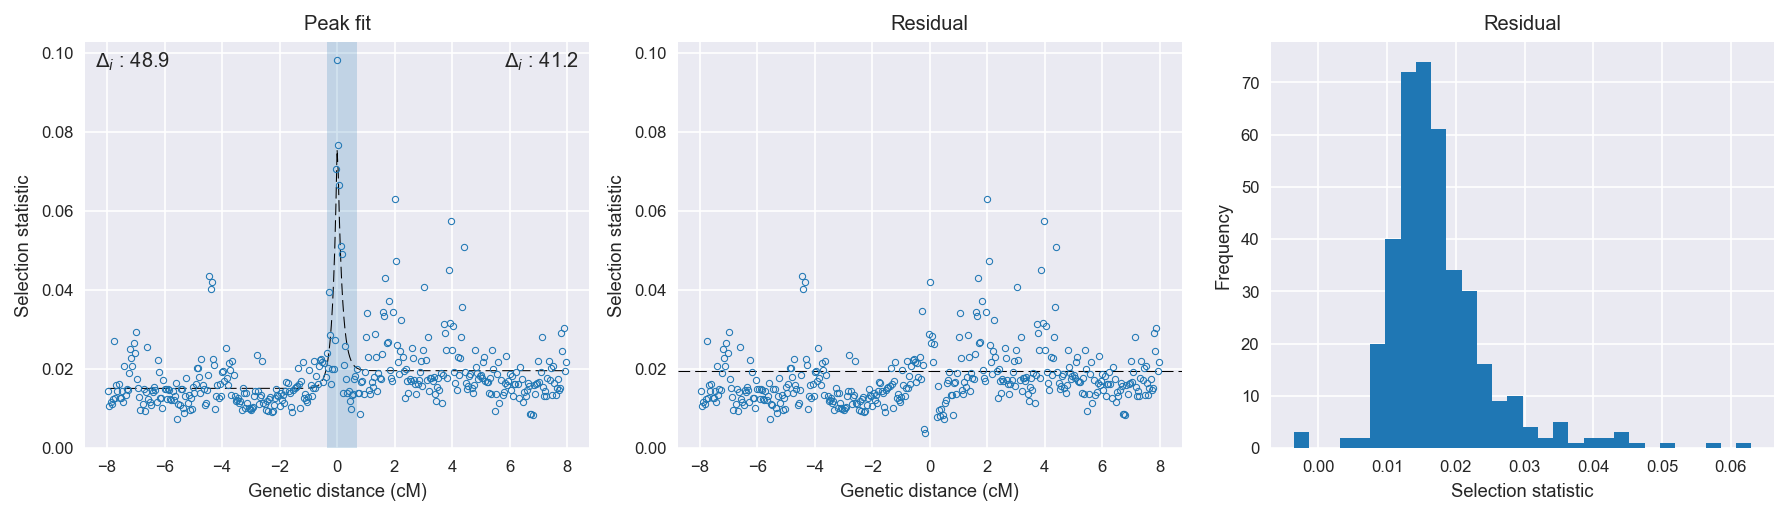 Peak fit
Δi : 48.9
Δi : 41.2
0.10
0.08
0.06
0.04
0.02
0.00
Selection statistic
−8 −6 −4 −2 0 2 4 6 8
Genetic distance (cM)
Residual
0.10
0.08
0.06
0.04
0.02
0.00
Selection statistic
−8 −6 −4 −2 0 2 4 6 8
Genetic distance (cM)
Residual
70
60
50
40
30
20
10
0
Frequency
0.00 0.01 0.02 0.03 0.04 0.05 0.06
Selection statistic